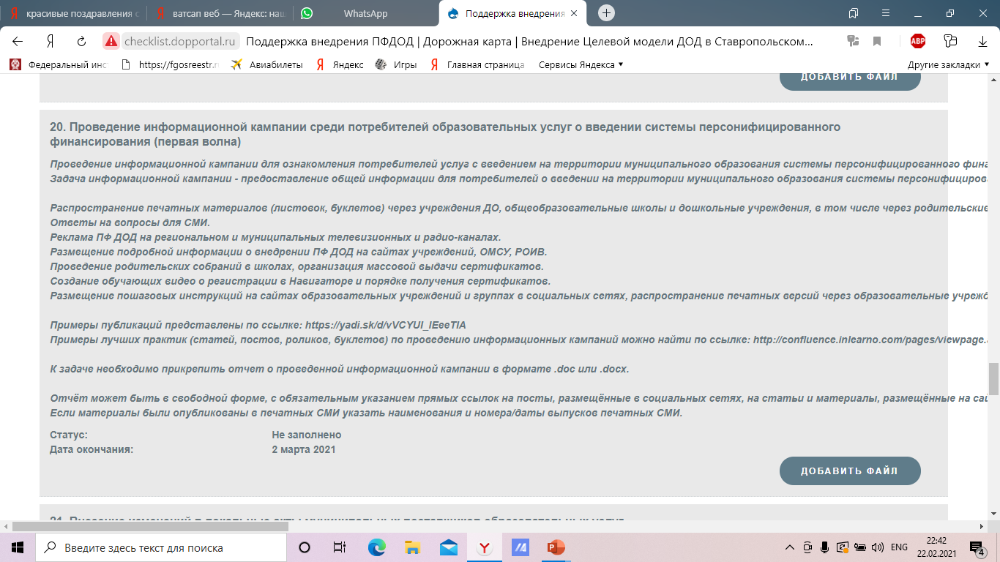 красивые поздравления с
ватсап веб — Яндекс: наш
WhatsApp
Поддержка внедрения
checklist.dopportal.ru
Поддержка внедрения ПФДОД | Дорожная карта | Внедрение Целевой модели ДОД в Ставропольском...
ABP
Федеральный инс
https://fgosreestr.r
Авиабилеты
Яндекс
Игры
Главная страница
Сервисы Яндекса
Другие закладки
ДОБАВИТЬ ФАЙЛ
20. Проведение информационной кампании среди потребителей образовательных услуг о введении системы персонифицированного
финансирования (первая волна)
Проведение информационной кампании для ознакомления потребителей услуг с введением на территории муниципального образования системы персонифицированного фина
Задача информационной кампании - предоставление общей информации для потребителей о введении на территории муниципального образования системы персонифициров
Распространение печатных материалов (листовок, буклетов) через учреждения ДО, общеобразовательные школы и дошкольные учреждения, в том числе через родительские
Ответы на вопросы для СМИ.
Реклама ПФ ДОД на региональном и муниципальных телевизионных и радио-каналах.
Размещение подробной информации о внедрении ПФ ДОД на сайтах учреждений, ОМСУ, РОИВ.
Проведение родительских собраний в школах, организация массовой выдачи сертификатов.
Создание обучающих видео о регистрации в Навигаторе и порядке получения сертификатов.
Размещение пошаговых инструкций на сайтах образовательных учреждений и группах в социальных сетях, распространение печатных версий через образовательные учрежд
Примеры публикаций представлены по ссылке: https://yadi.sk/d/vVCYUI_IEeeTIA
Примеры лучших практик (статей, постов, роликов, буклетов) по проведению информационных кампаний можно найти по ссылке: http://confluence.inlearno.com/pages/viewpage.a
К задаче необходимо прикрепить отчет о проведенной информационной кампании в формате .doc или .docx.
Отчёт может быть в свободной форме, с обязательным указанием прямых ссылок на посты, размещённые в социальных сетях, на статьи и материалы, размещённые на сай
Если материалы были опубликованы в печатных СМИ указать наименования и номера/даты выпусков печатных СМИ.
Статус: Не заполнено
Дата окончания: 2 марта 2021
ДОБАВИТЬ ФАЙЛ
21. Внесение изменений в локальные акты муниципальных поставщиков образовательных услуг
Введите здесь текст для поиска
ENG
22:42
22.02.2021
4